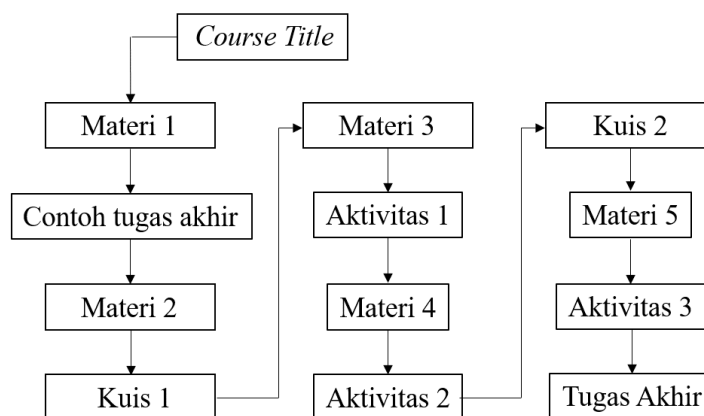 Course Title
Materi 1
Contoh tugas akhir
Materi 2
Kuis 1
Materi 3
Aktivitas 1
Materi 4
Aktivitas 2
Kuis 2
Materi 5
Aktivitas 3
Tugas Akhir